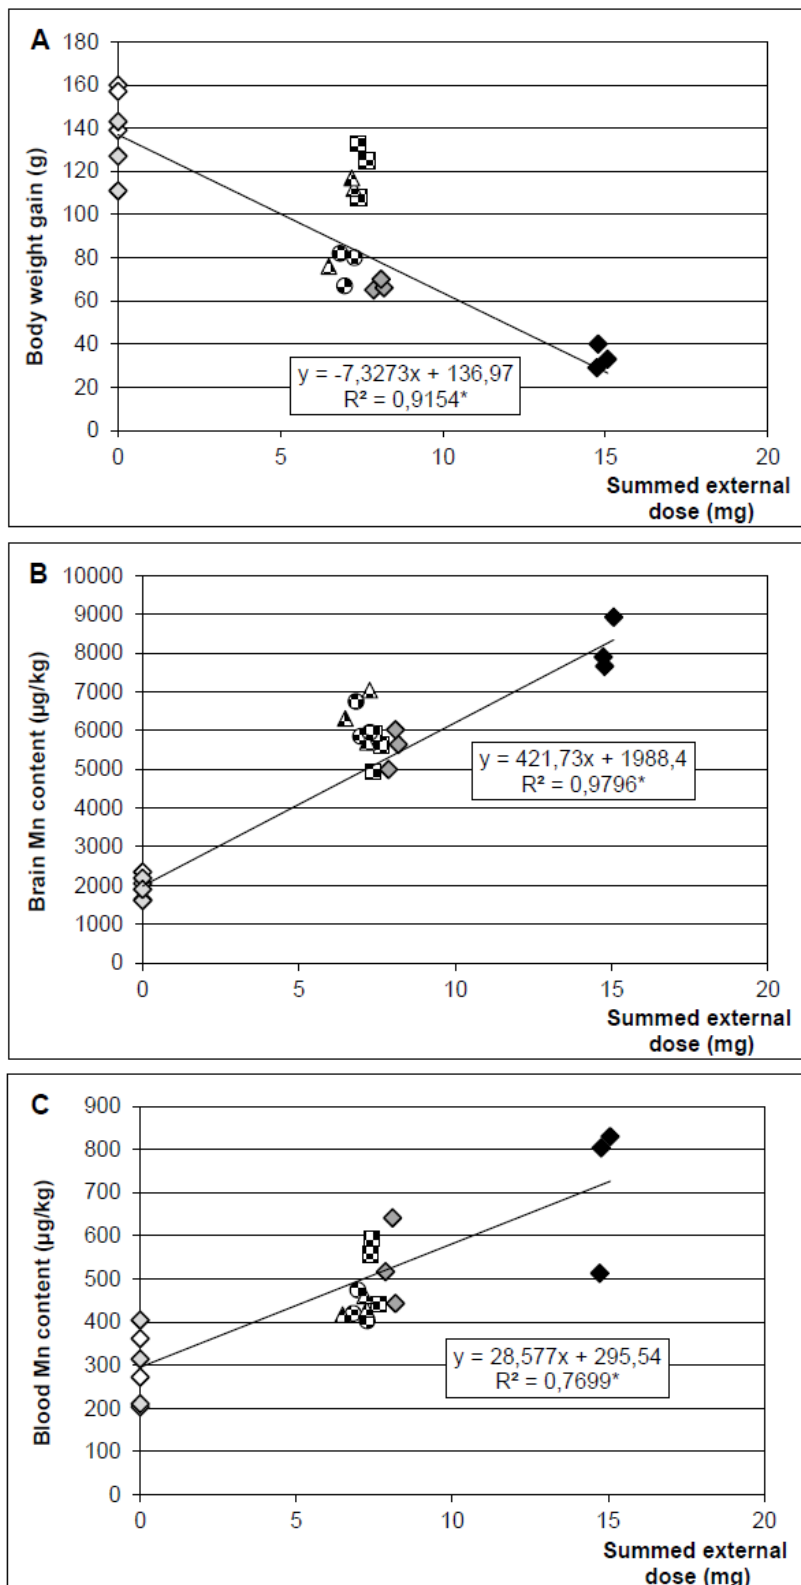 A
180
160
140
120
100
80
60
40
20
0
Body weight gain (g)
y = -7,3273x + 136,97
R² = 0,9154*
0 5 10 15 20
Summed external
dose (mg)
B
10000
9000
8000
7000
6000
5000
4000
3000
2000
1000
0
Brain Mn content (µg/kg)
y = 421,73x + 1988,4
R² = 0,9796*
0 5 10 15 20
Summed external
dose (mg)
C
900
800
700
600
500
400
300
200
100
0
Blood Mn content (µg/kg)
y = 28,577x + 295,54
R² = 0,7699*
0 5 10 15 20
Summed external
dose (mg)